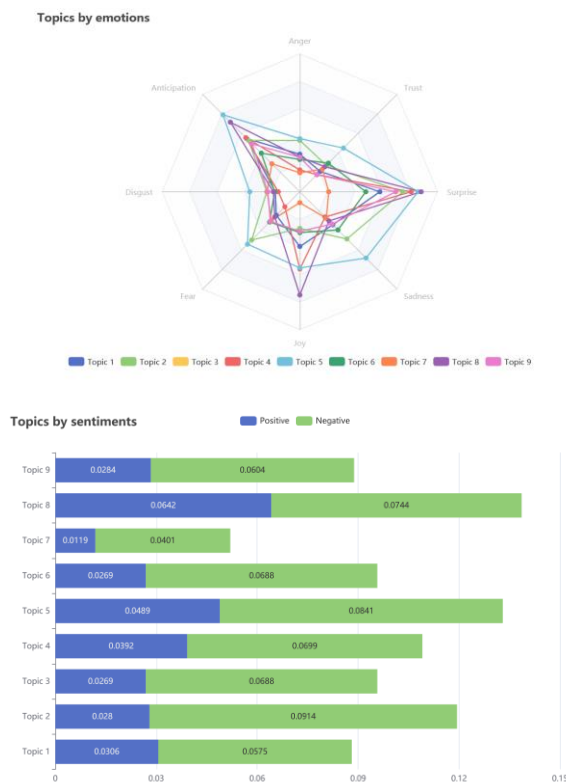 Topics by emotions
Anger
Anticipation
Trust
Disgust
Surprise
Fear
Sadness
Joy
Topic 1 Topic 2 Topic 3 Topic 4 Topic 5 Topic 6 Topic 7 Topic 8 Topic 9
Topics by sentiments
Positive Negative
Topic 9 0.0284 0.0604
Topic 8 0.0642 0.0744
Topic 7 0.0119 0.0401
Topic 6 0.0269 0.0688
Topic 5 0.0489 0.0841
Topic 4 0.0392 0.0699
Topic 3 0.0269 0.0688
Topic 2 0.028 0.0914
Topic 1 0.0306 0.0575
0 0.03 0.06 0.09 0.12 0.15